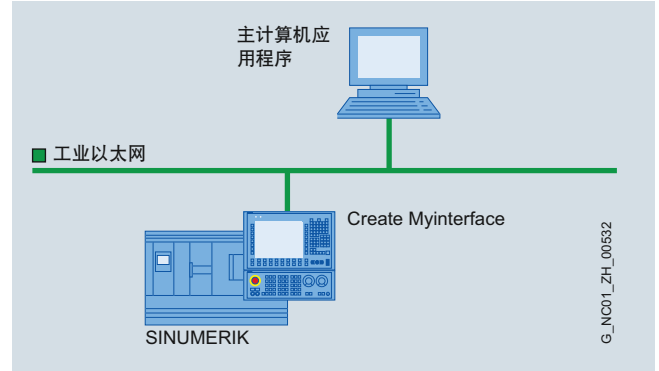 主计算机应
用程序
工业以太网
Create Myinterface
SINUMERIK
G_NC01_ZH_00532